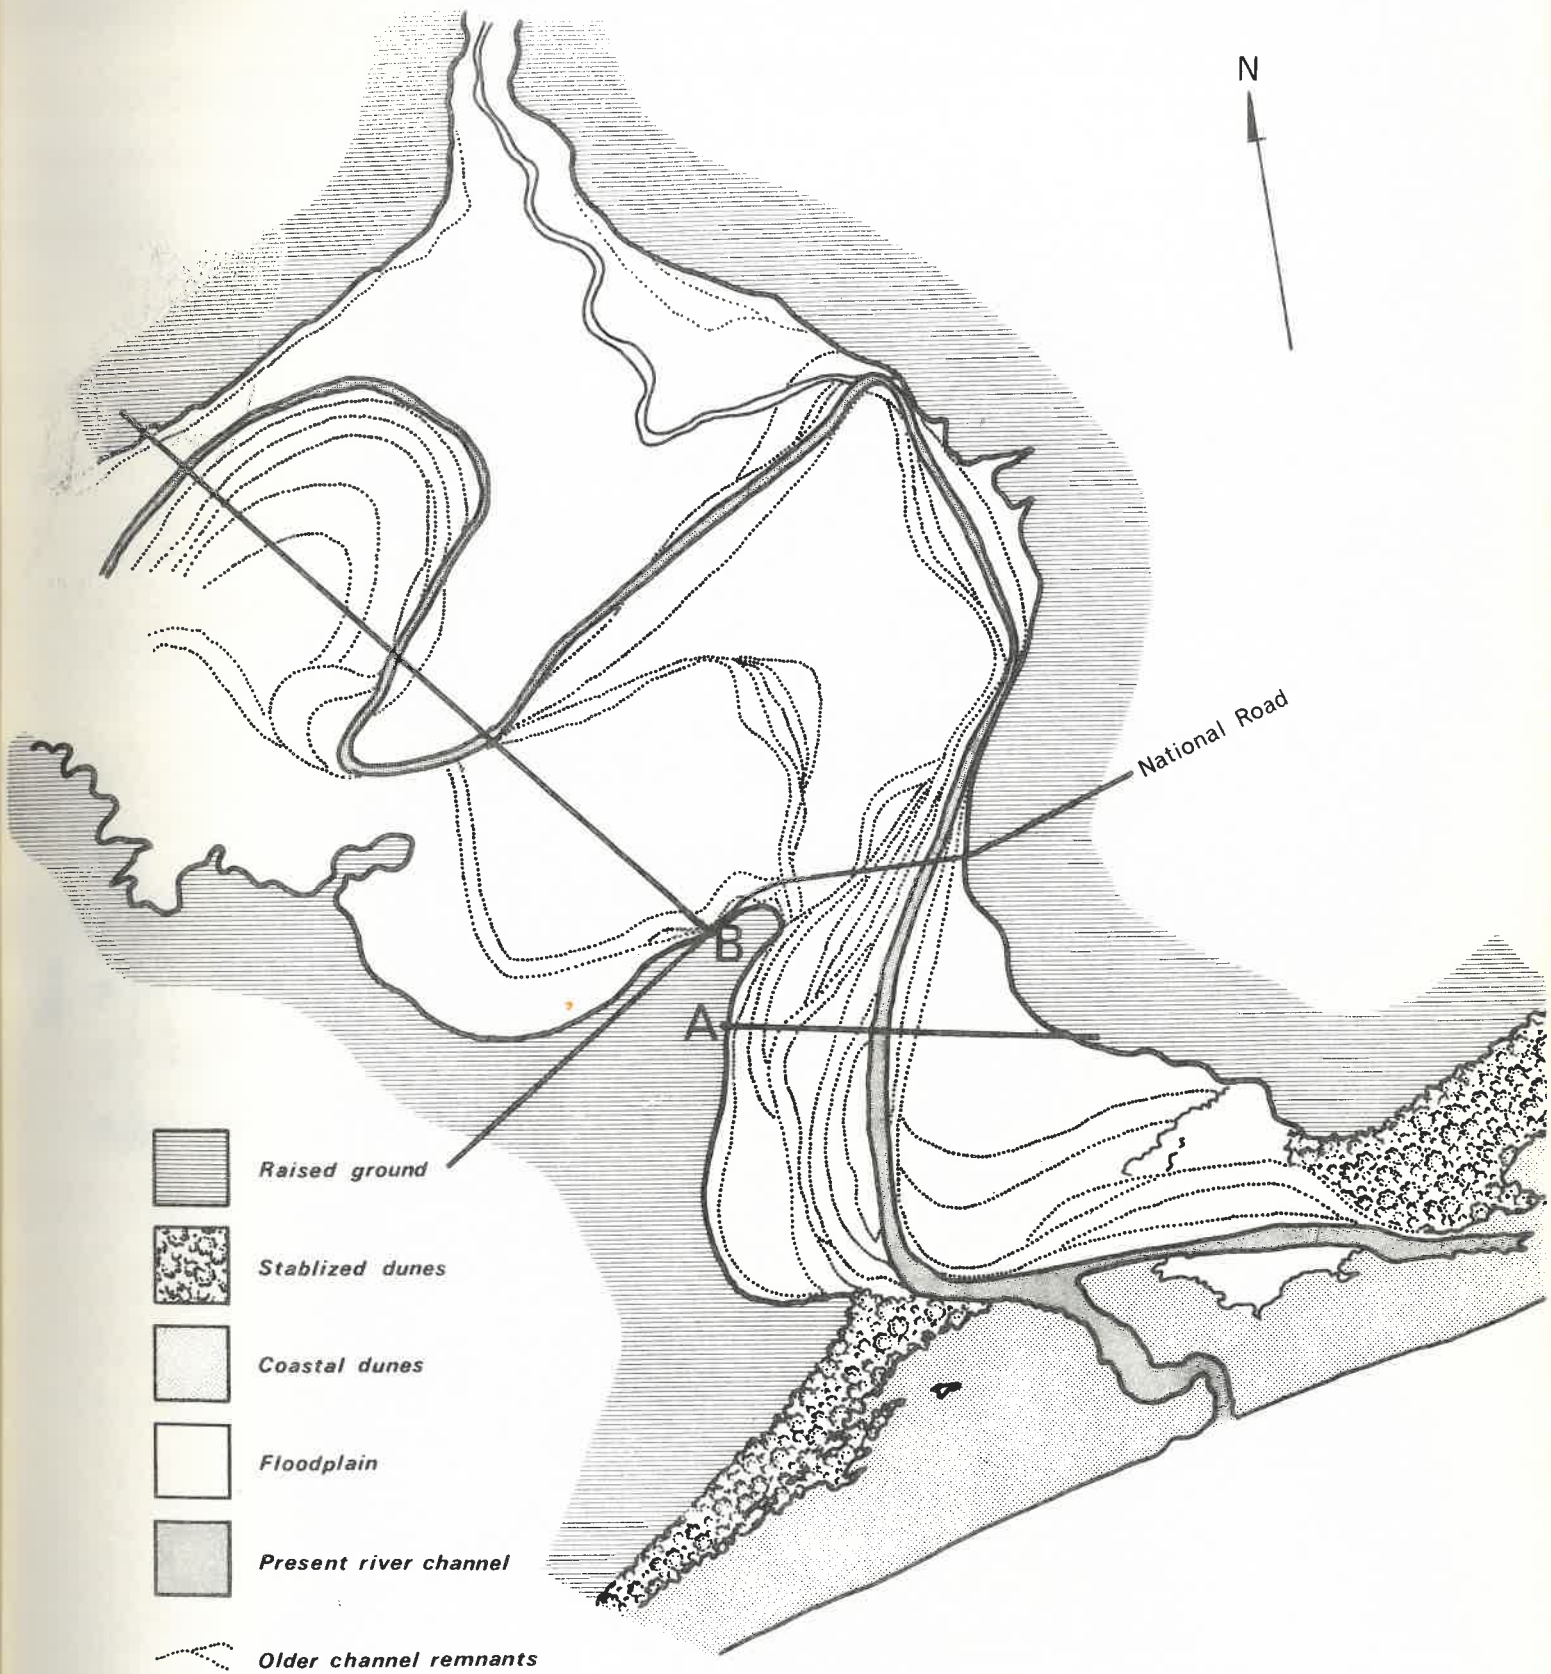 N
National Road
B
A
Raised ground
Stablized dunes
Coastal dunes
Floodplain
Present river channel
Older channel remnants